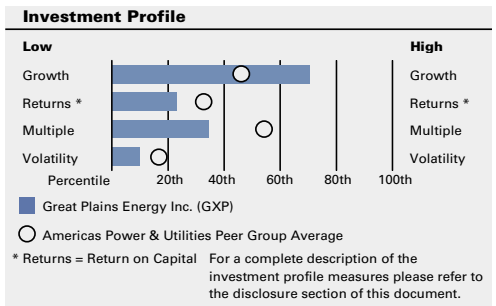 Investment Profile
Low High
Growth Growth
Returns * Returns *
Multiple Multiple
Volatility Volatility
Percentile 20th 40th 60th 80th 100th
Great Plains Energy Inc. (GXP)
Americas Power & Utilities Peer Group Average
* Returns = Return on Capital For a complete description of the
investment profile measures please refer to
the disclosure section of this document.